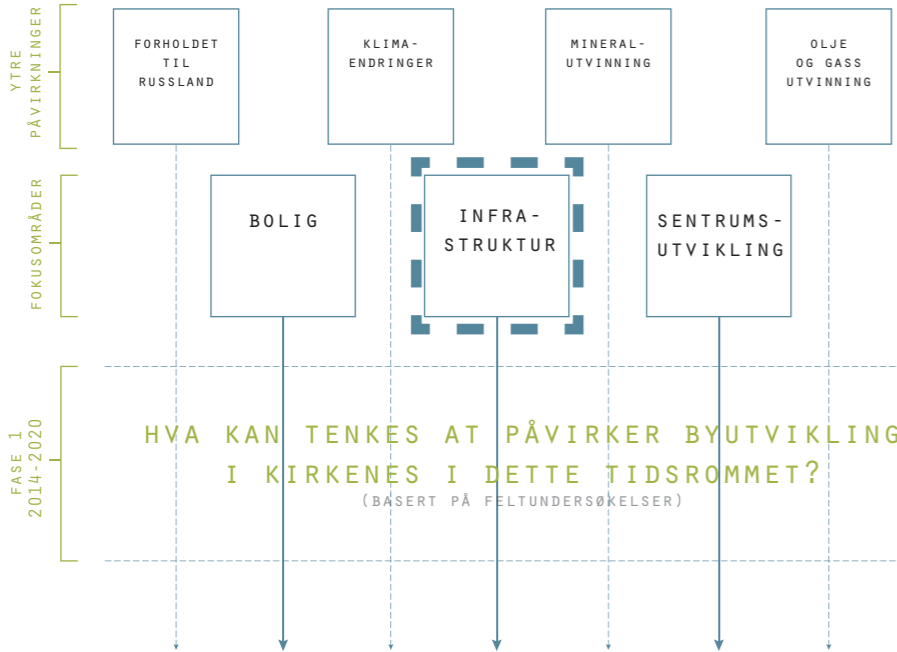 YTRE
PÅVIRKNINGER
FORHOLDET
TIL
RUSSLAND
KLIMA-
ENDRINGER
MINERAL-
UTVINNING
OLJE
OG GASS
UTVINNING
FOKUSOMRÅDER
BOLIG
INFRA-
STRUKTUR
SENTRUMS-
UTVIKLING
FASE 1
2014-2020
HVA KAN TENKES AT PÅVIRKER BYUTVIKLING
I KIRKENES I DETTE TIDSROMMET?
(BASERT PÅ FELTUNDERSØKELSER)